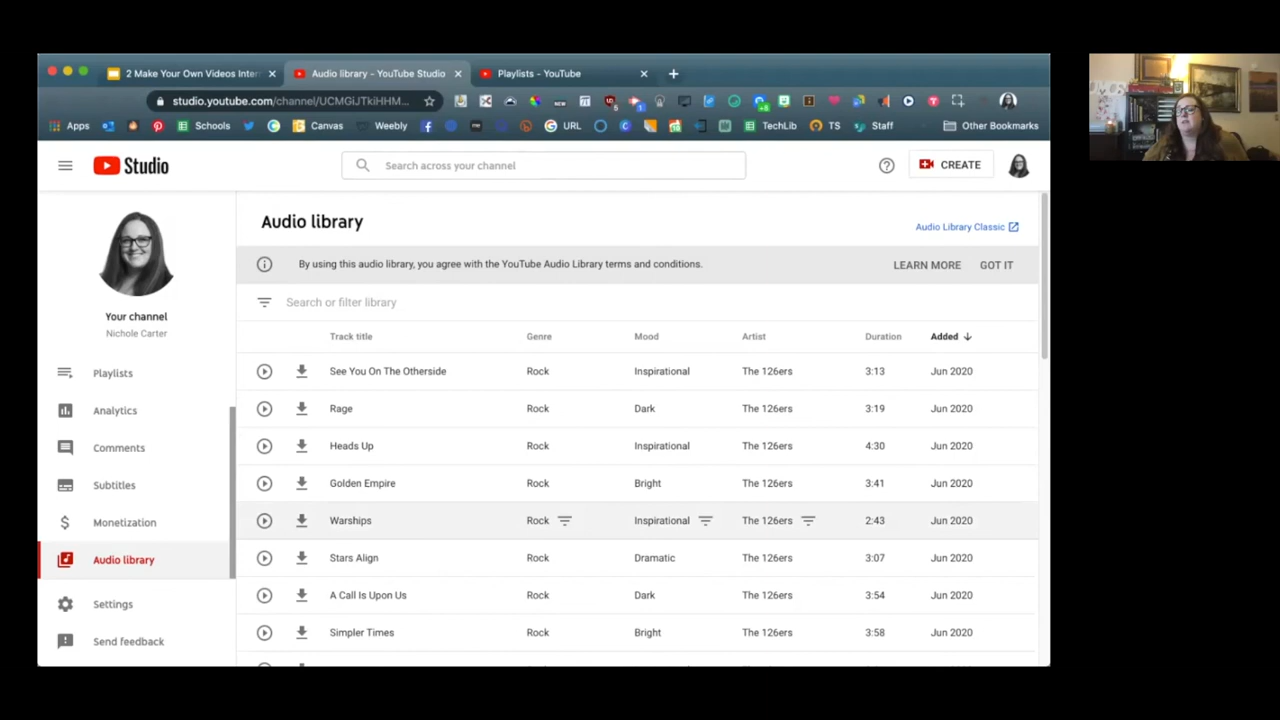 2 Make Your Own Videos Inter
Audio library - YouTube Studio
Playlists - YouTube
studio.youtube.com/channel/UCMGiJTkiHHM...
Apps Schools Canvas Weebly URL TechLib TS Staff Other Bookmarks
Studio
Search across your channel
CREATE
Your channel
Nichole Carter
Playlists
Analytics
Comments
Subtitles
Monetization
Audio library
Settings
Send feedback
Audio library
Audio Library Classic
By using this audio library, you agree with the YouTube Audio Library terms and conditions.
LEARN MORE GOT IT
Search or filter library
Track title Genre Mood Artist Duration Added
See You On The Otherside Rock Inspirational The 126ers 3:13 Jun 2020
Rage Rock Dark The 126ers 3:19 Jun 2020
Heads Up Rock Inspirational The 126ers 4:30 Jun 2020
Golden Empire Rock Bright The 126ers 3:41 Jun 2020
Warships Rock Inspirational The 126ers 2:43 Jun 2020
Stars Align Rock Dramatic The 126ers 3:07 Jun 2020
A Call Is Upon Us Rock Dark The 126ers 3:54 Jun 2020
Simpler Times Rock Bright The 126ers 3:58 Jun 2020